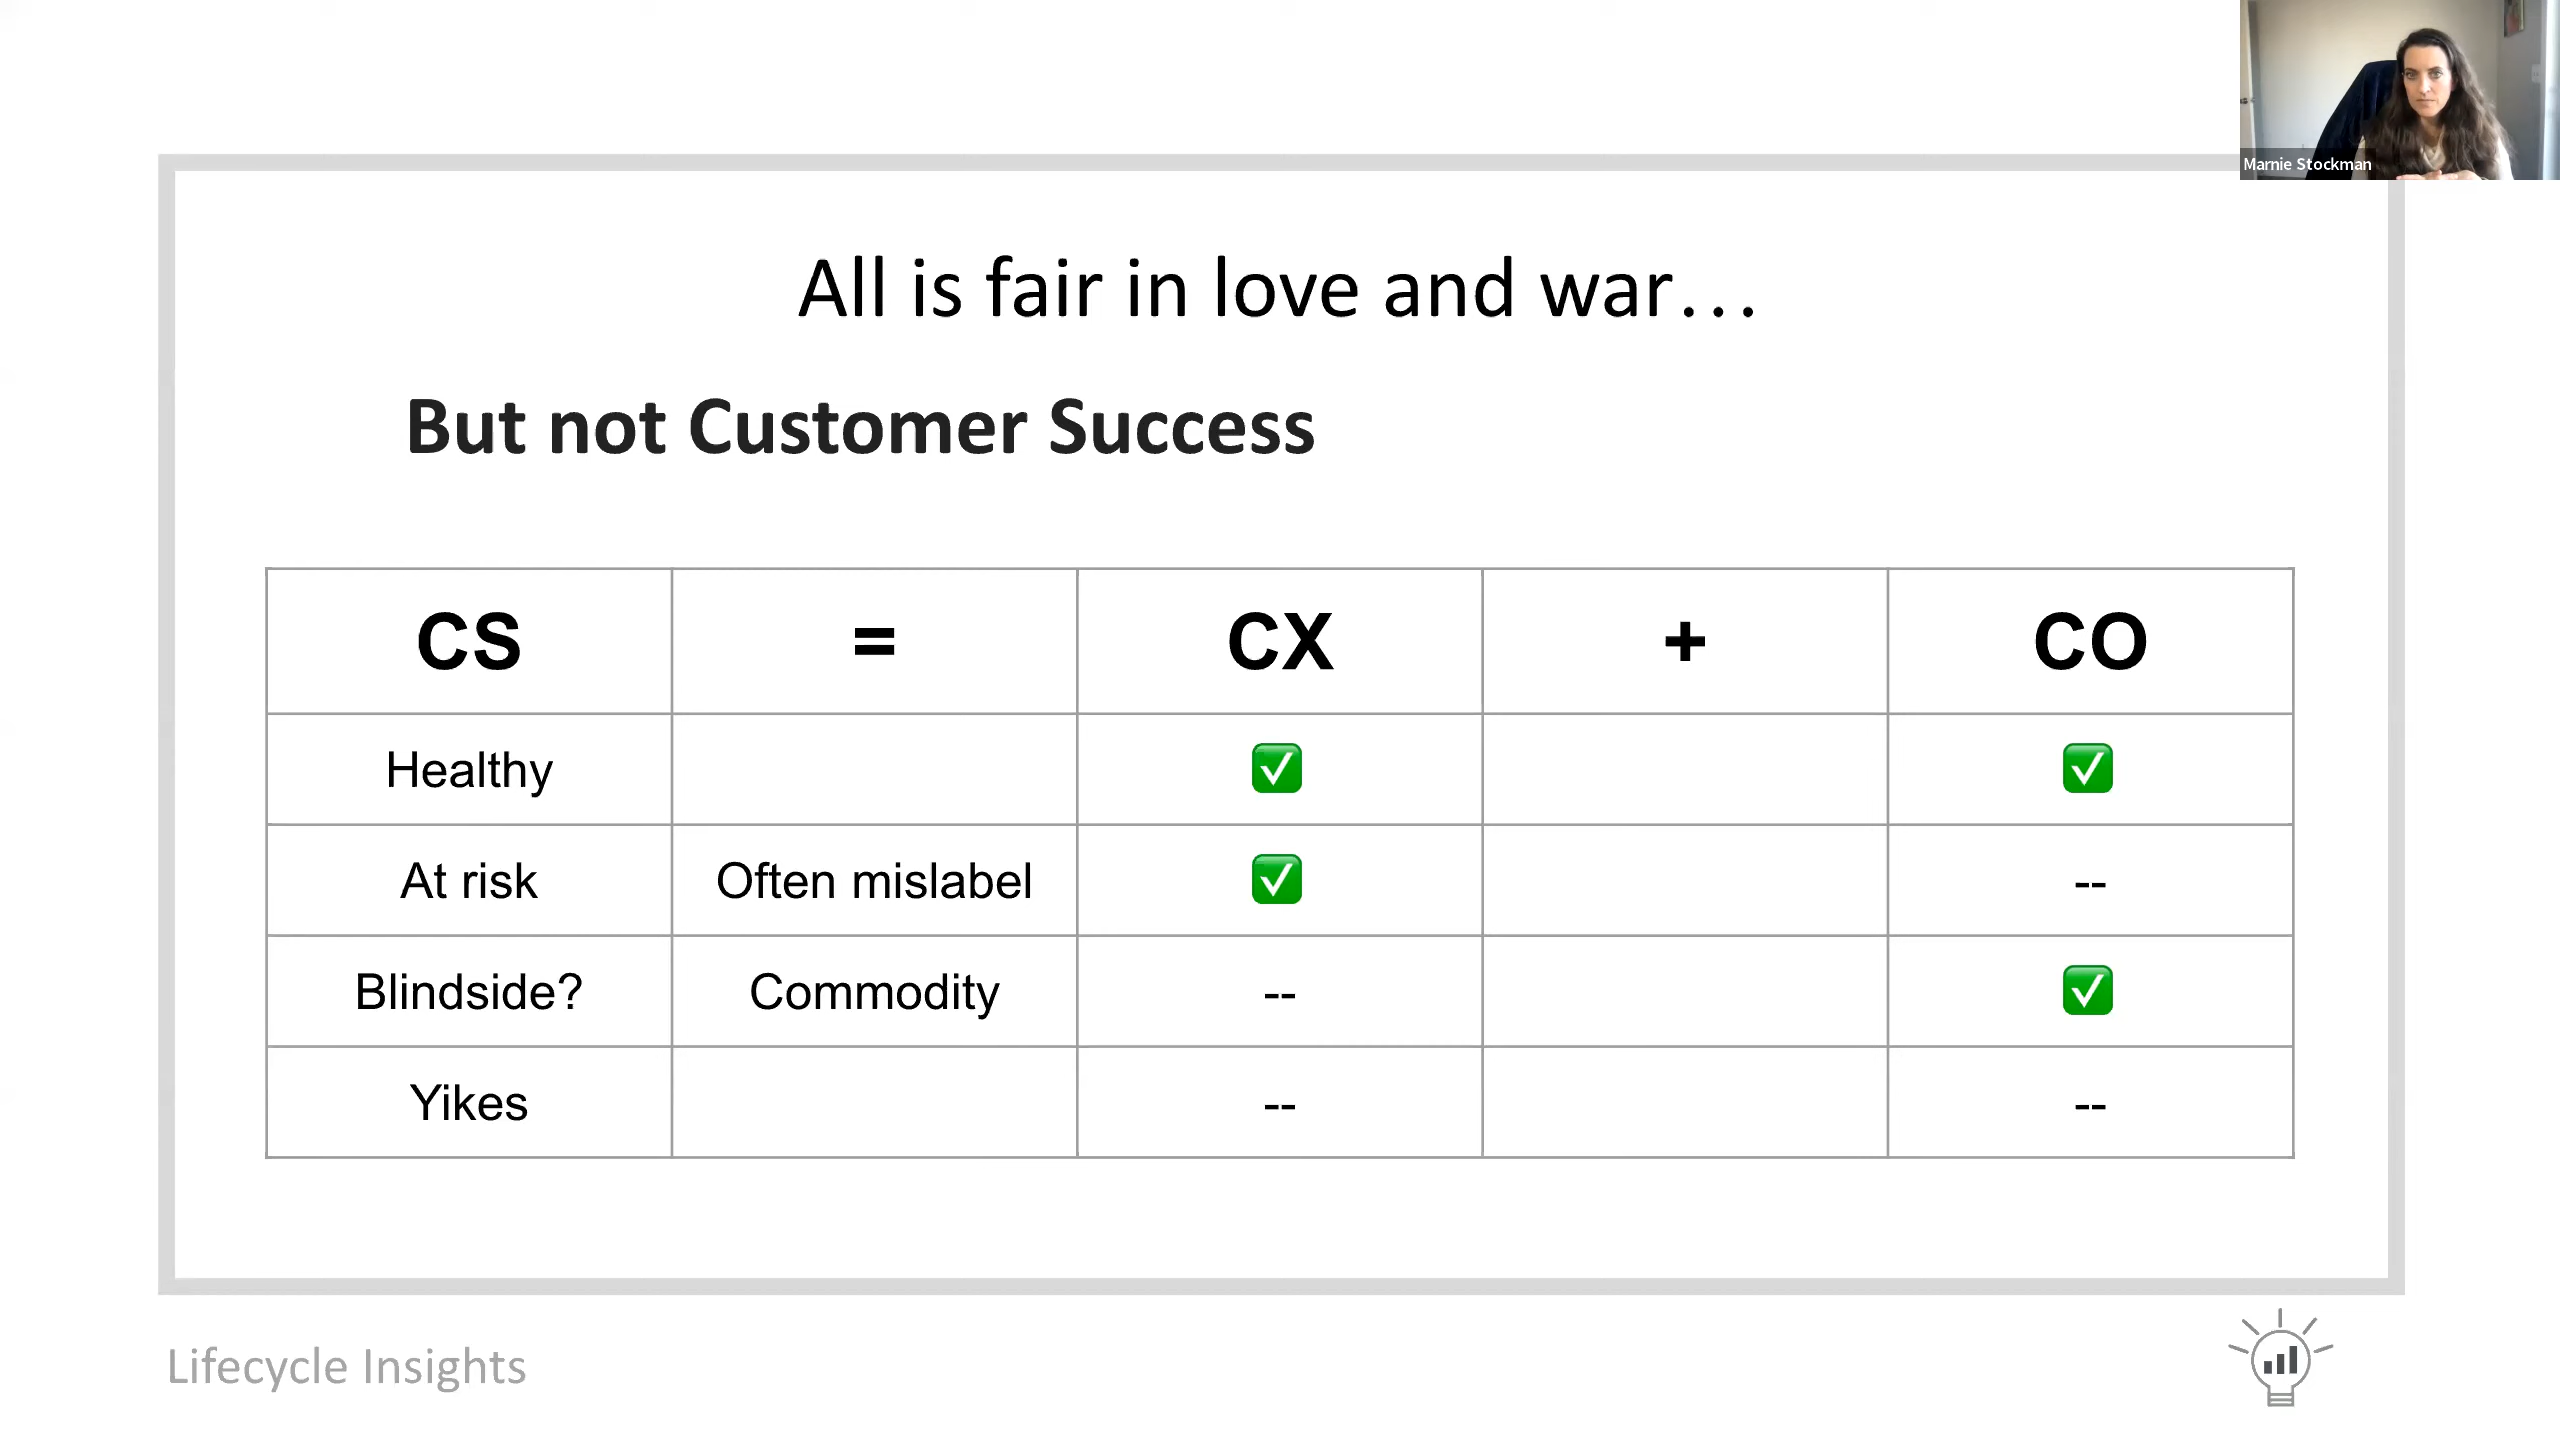 Marnie Stockman
All is fair in love and war…
But not Customer Success
CS = CX + CO
Healthy ✅ ✅
At risk Often mislabel ✅ --
Blindside? Commodity -- ✅
Yikes -- --
Lifecycle Insights